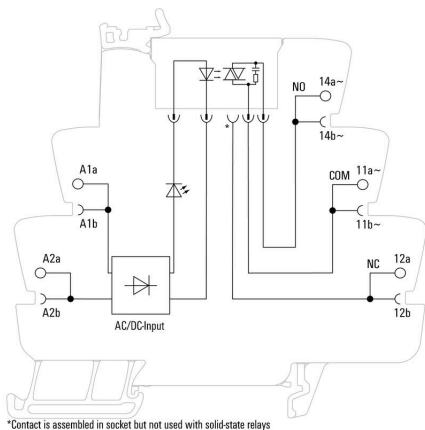 NO
14a~
*
14b~
A1a
COM
11a~
A1b
11b~
A2a
NC
12a
A2b
12b
AC/DC-Input
*Contact is assembled in socket but not used with solid-state relays